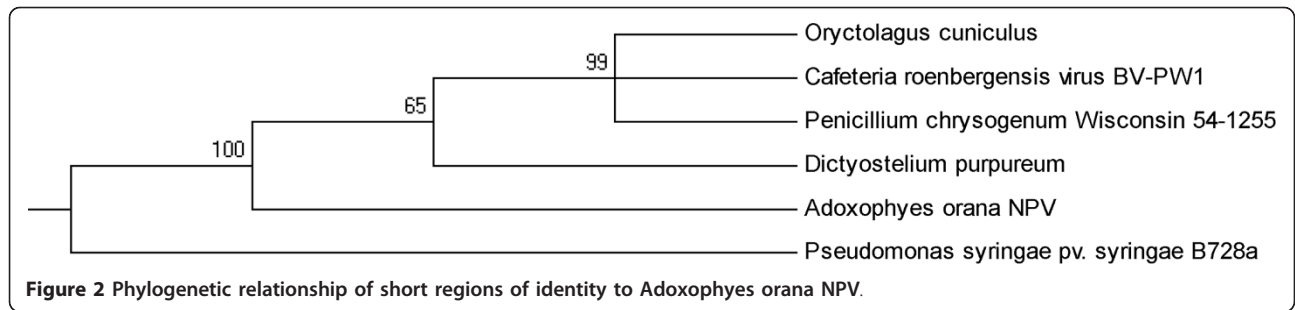 Oryctolagus cuniculus
99
Cafeteria roenbergensis virus BV-PW1
65
Penicillium chrysogenum Wisconsin 54-1255
100
Dictyostelium purpureum
Adoxophyes orana NPV
Pseudomonas syringae pv. syringae B728a
Figure 2 Phylogenetic relationship of short regions of identity to Adoxophyes orana NPV.